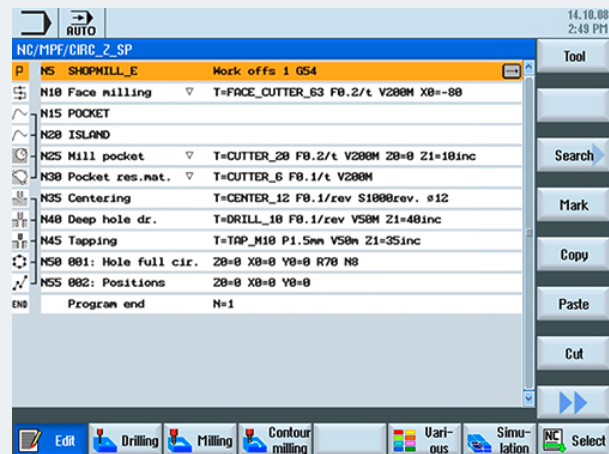 14.10.08
AUTO
2:49 PM
NC/MPF/CIRC_2_SP
Tool
P N5 SHOPMILL_E Work offs 1 G54
N10 Face milling ▽ T=FACE_CUTTER_63 F0.2/t V200M X0=-80
N15 POCKET
N20 ISLAND
N25 Mill pocket ▽ T=CUTTER_20 F0.2/t V200M Z0=0 Z1=10inc
Search
N30 Pocket res.mat. ▽ T=CUTTER_6 F0.1/t V200M
N35 Centering T=CENTER_12 F0.1/rev S1000rev. ø12
Mark
N40 Deep hole dr. T=DRILL_10 F0.1/rev V50M Z1=40inc
N45 Tapping T=TAP_M10 P1.5mm V50m Z1=35inc
Copy
N50 001: Hole full cir. Z0=0 X0=0 Y0=0 R70 N8
N55 002: Positions Z0=0 X0=0 Y0=0
END Program end N=1
Paste
Cut
Edit
Drilling
Milling
Contour
milling
Vari-
ous
Simu-
lation
NC Select